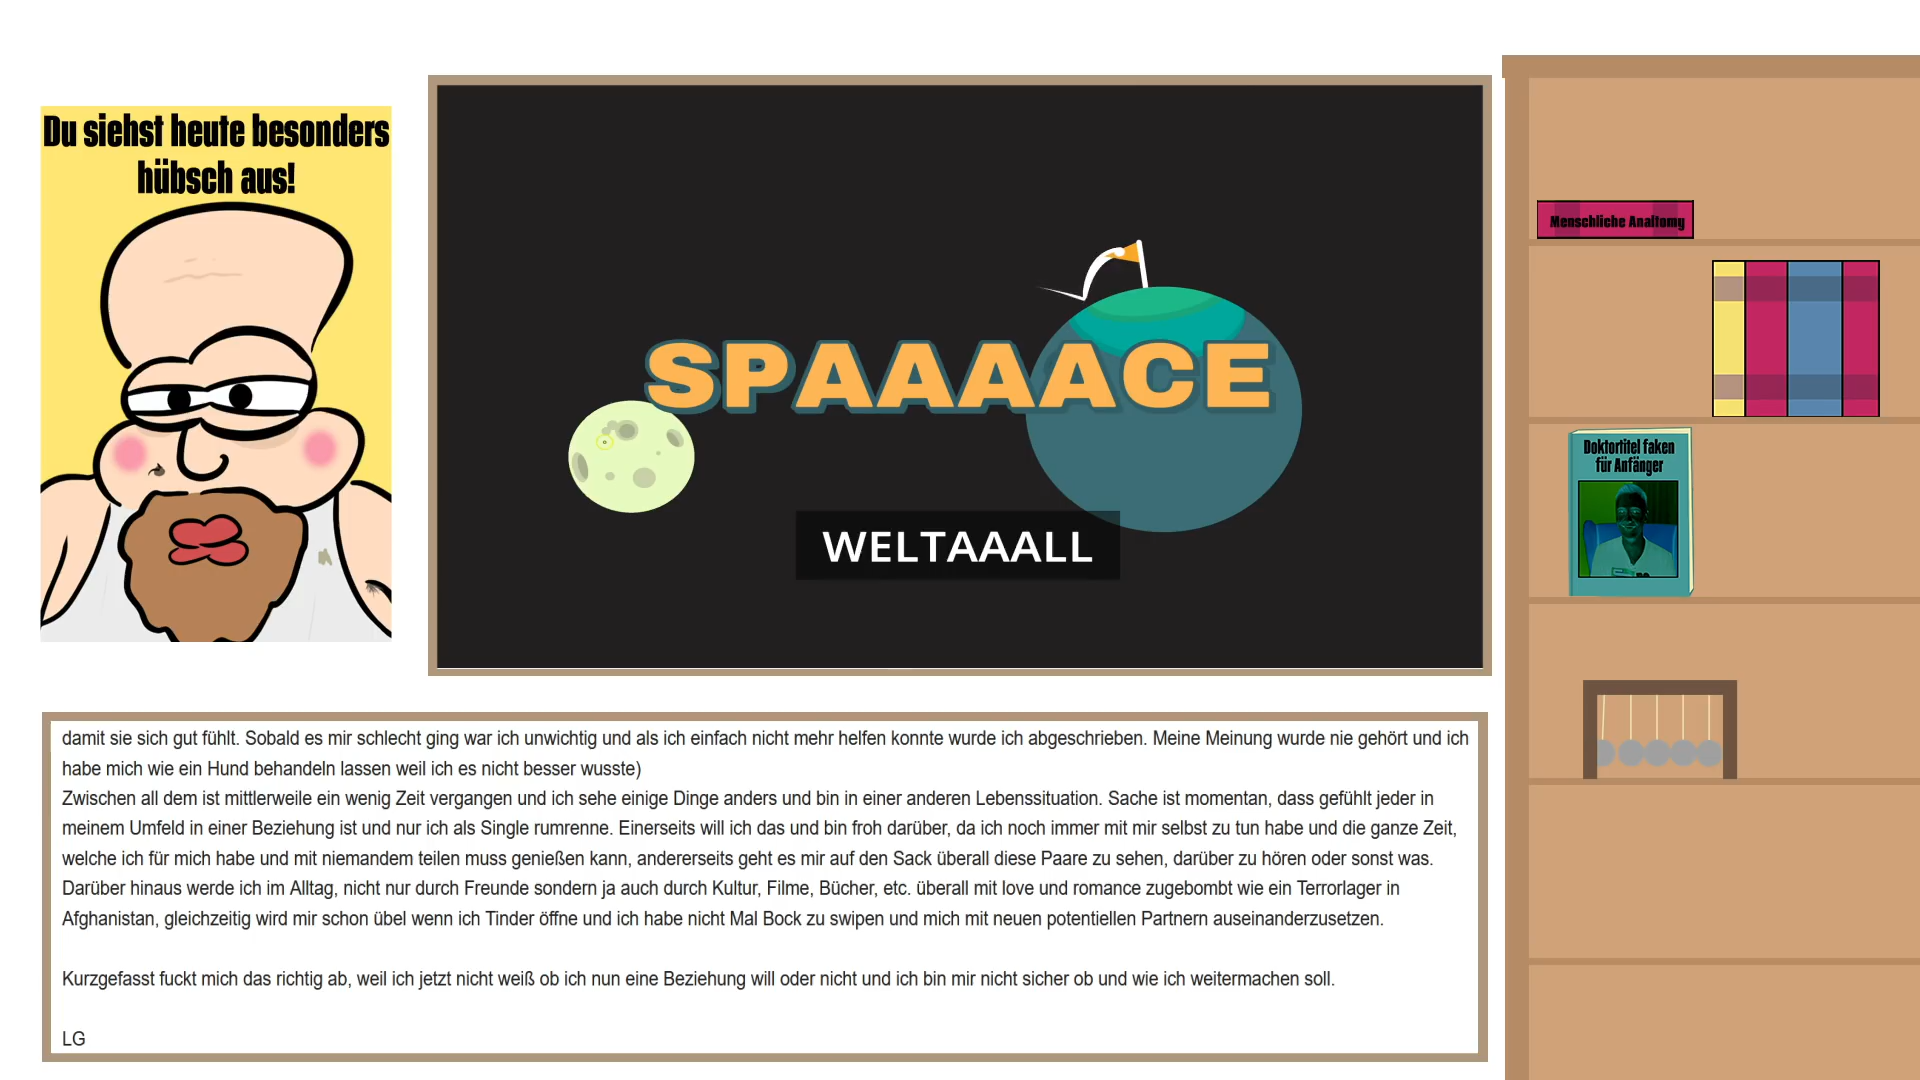 Du siehst heute besonders
hübsch aus!
SPAAAACE
WELTAAALL
Menschliche Analtomy
Doktortitel faken
für Anfänger
damit sie sich gut fühlt. Sobald es mir schlecht ging war ich unwichtig und als ich einfach nicht mehr helfen konnte wurde ich abgeschrieben. Meine Meinung wurde nie gehört und ich
habe mich wie ein Hund behandeln lassen weil ich es nicht besser wusste)
Zwischen all dem ist mittlerweile ein wenig Zeit vergangen und ich sehe einige Dinge anders und bin in einer anderen Lebenssituation. Sache ist momentan, dass gefühlt jeder in
meinem Umfeld in einer Beziehung ist und nur ich als Single rumrenne. Einerseits will ich das und bin froh darüber, da ich noch immer mit mir selbst zu tun habe und die ganze Zeit,
welche ich für mich habe und mit niemandem teilen muss genießen kann, andererseits geht es mir auf den Sack überall diese Paare zu sehen, darüber zu hören oder sonst was.
Darüber hinaus werde ich im Alltag, nicht nur durch Freunde sondern ja auch durch Kultur, Filme, Bücher, etc. überall mit love und romance zugebombt wie ein Terrorlager in
Afghanistan, gleichzeitig wird mir schon übel wenn ich Tinder öffne und ich habe nicht Mal Bock zu swipen und mich mit neuen potentiellen Partnern auseinanderzusetzen.
Kurzgefasst fuckt mich das richtig ab, weil ich jetzt nicht weiß ob ich nun eine Beziehung will oder nicht und ich bin mir nicht sicher ob und wie ich weitermachen soll.
LG